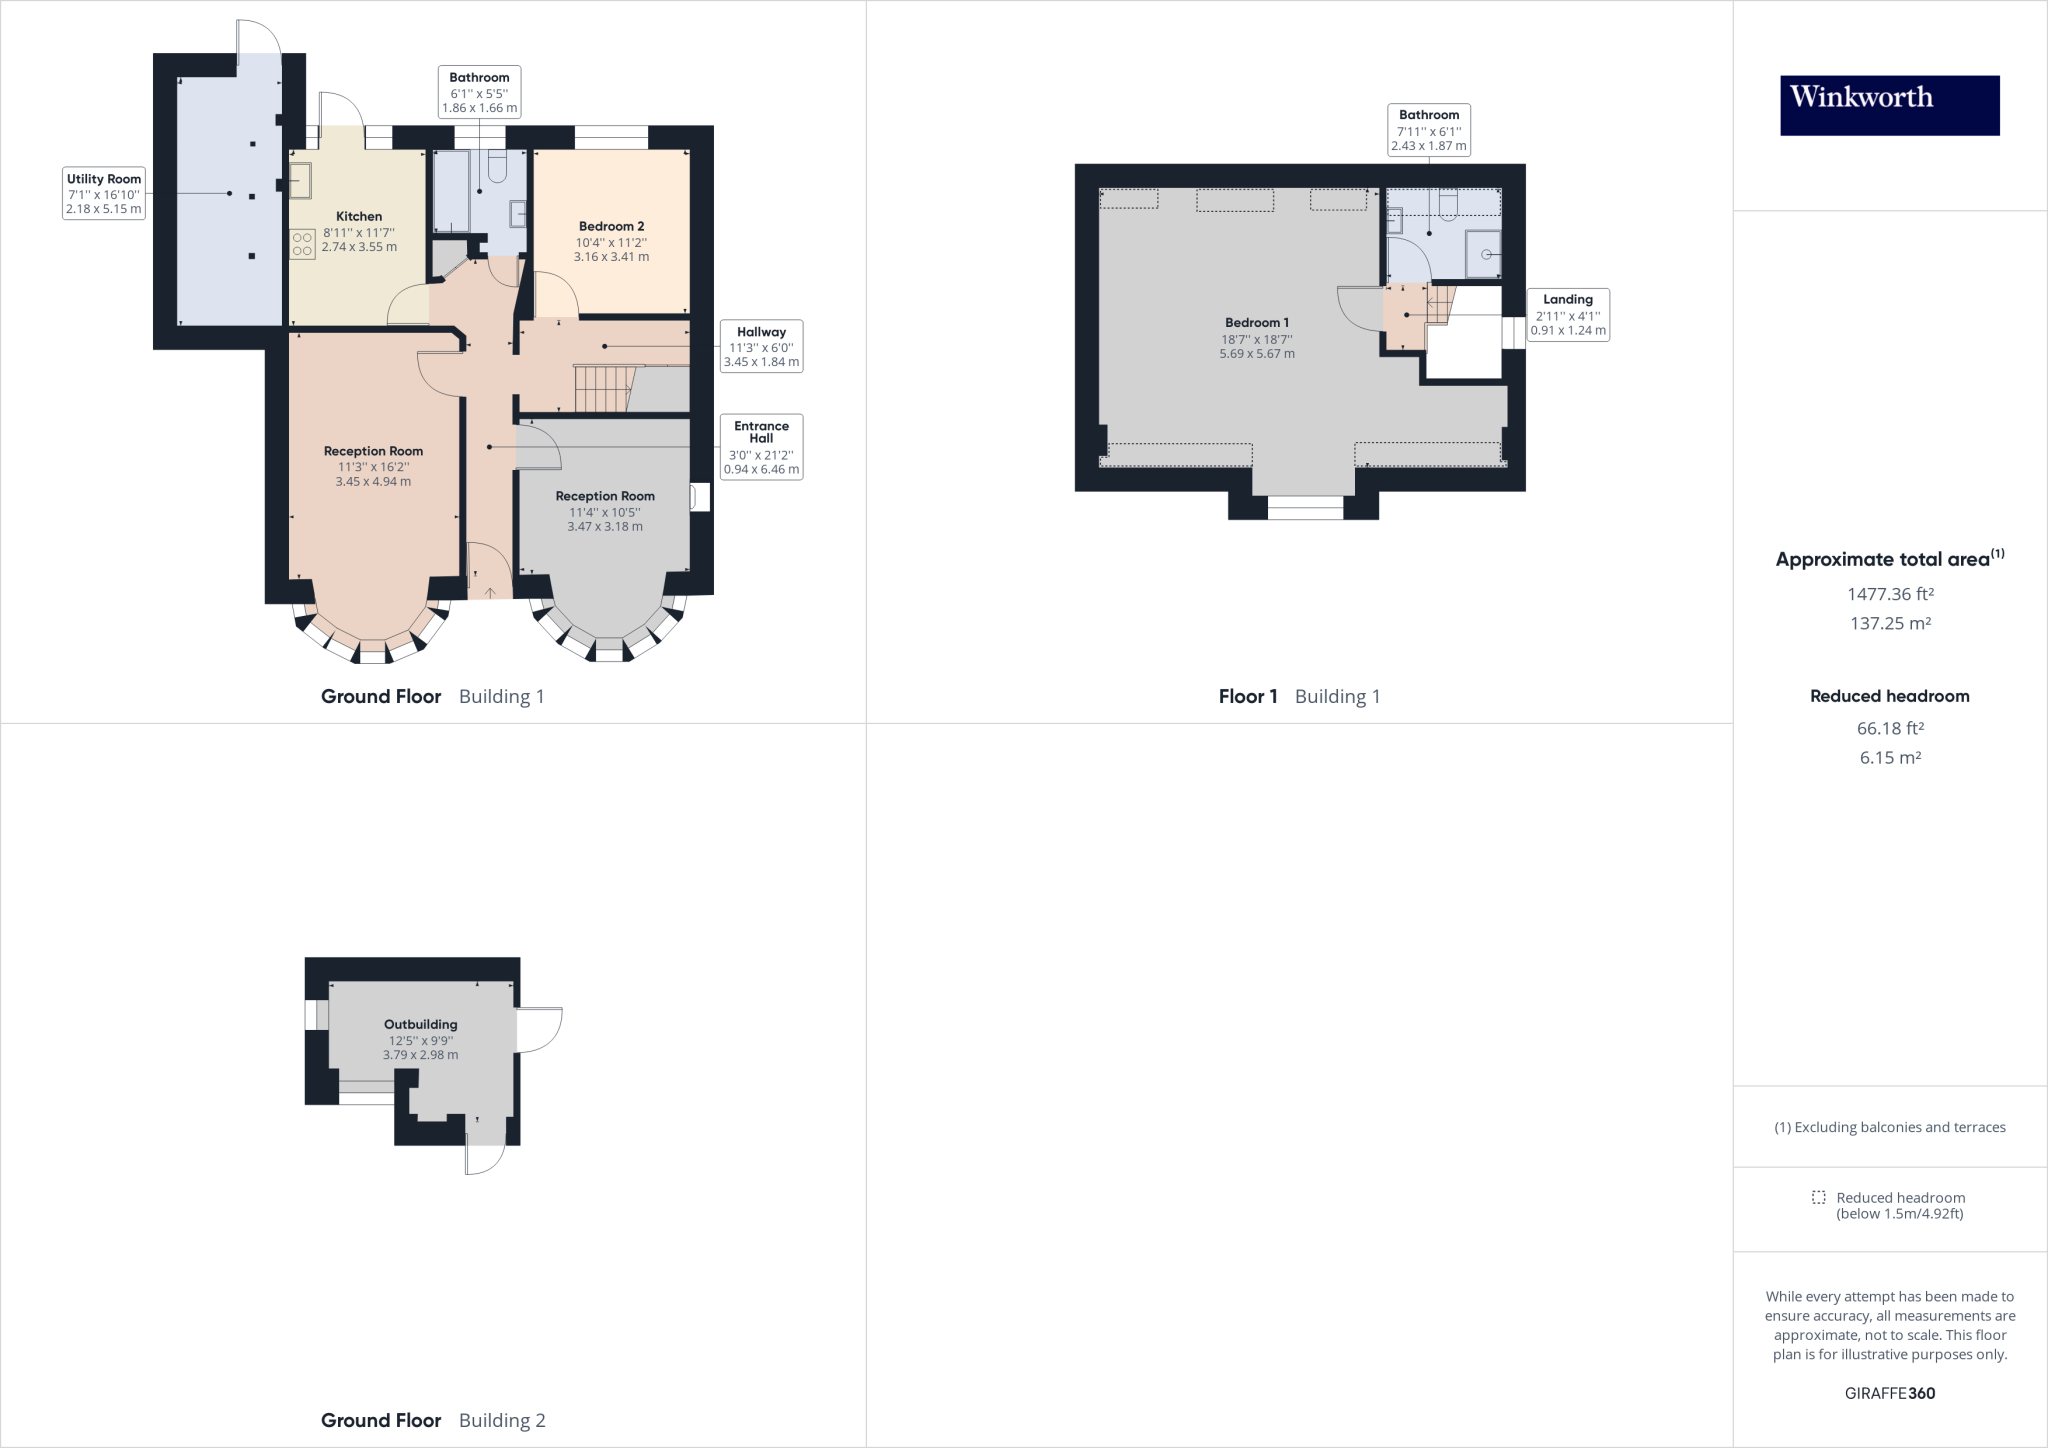 Bathroom
6'1'' x 5'5''
1.86 x 1.66 m
Utility Room
7'1'' x 16'10''
2.18 x 5.15 m
Kitchen
8'11'' x 11'7''
2.74 x 3.55 m
Bedroom 2
10'4'' x 11'2''
3.16 x 3.41 m
Hallway
11'3'' x 6'0''
3.45 x 1.84 m
Entrance
Hall
3'0'' x 21'2''
0.94 x 6.46 m
Reception Room
11'3'' x 16'2''
3.45 x 4.94 m
Reception Room
11'4'' x 10'5''
3.47 x 3.18 m
Ground Floor Building 1
Bathroom
7'11'' x 6'1''
2.43 x 1.87 m
Landing
2'11'' x 4'1''
0.91 x 1.24 m
Bedroom 1
18'7'' x 18'7''
5.69 x 5.67 m
Floor 1 Building 1
Outbuilding
12'5'' x 9'9''
3.79 x 2.98 m
Ground Floor Building 2
Winkworth
Approximate total area(1)
1477.36 ft²
137.25 m²
Reduced headroom
66.18 ft²
6.15 m²
(1) Excluding balconies and terraces
Reduced headroom
(below 1.5m/4.92ft)
While every attempt has been made to
ensure accuracy, all measurements are
approximate, not to scale. This floor
plan is for illustrative purposes only.
GIRAFFE360